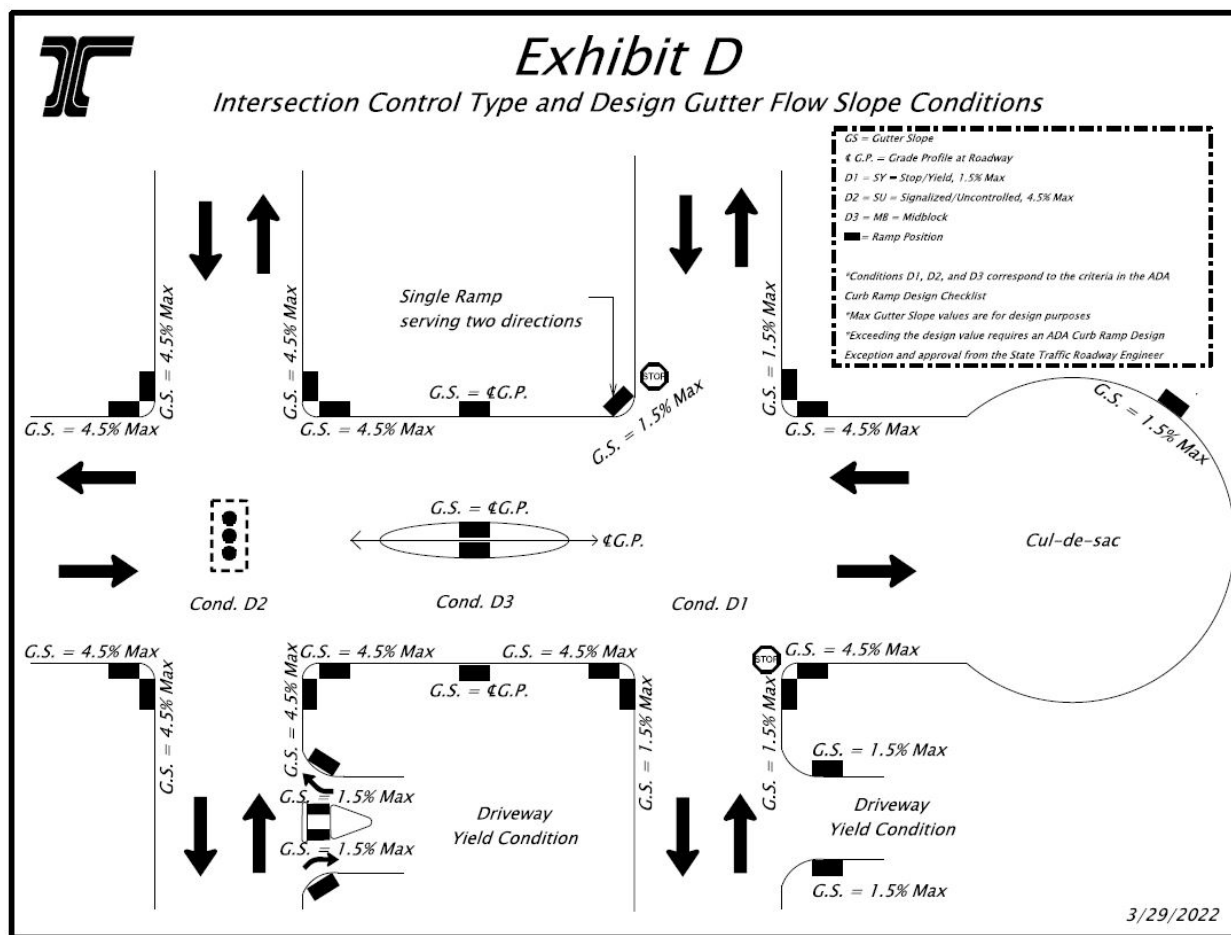 Exhibit D
Intersection Control Type and Design Gutter Flow Slope Conditions
GS = Gutter Slope
℄ G.P. = Grade Profile at Roadway
D1 = SY = Stop/Yield, 1.5% Max
D2 = SU = Signalized/Uncontrolled, 4.5% Max
D3 = MB = Midblock
= Ramp Position
*Conditions D1, D2, and D3 correspond to the criteria in the ADA
Curb Ramp Design Checklist
*Max Gutter Slope values are for design purposes
*Exceeding the design value requires an ADA Curb Ramp Design
Exception and approval from the State Traffic Roadway Engineer
G.S. = 4.5% Max
G.S. = 4.5% Max
Single Ramp
serving two directions
STOP
G.S. = 1.5% Max
G.S. = 1.5% Max
G.S. = 1.5% Max
G.S. = 4.5% Max
G.S. = 4.5% Max
G.S. = ℄G.P.
G.S. = 4.5% Max
G.S. = ℄G.P.
℄G.P.
Cul-de-sac
Cond. D2
Cond. D3
Cond. D1
G.S. = 4.5% Max
G.S. = 4.5% Max
G.S. = 4.5% Max
STOP
G.S. = 4.5% Max
G.S. = 4.5% Max
G.S. = 4.5% Max
G.S. = ℄G.P.
G.S. = 1.5% Max
G.S. = 1.5% Max
G.S. = 1.5% Max
G.S. = 1.5% Max
Driveway
Yield Condition
Driveway
Yield Condition
G.S. = 1.5% Max
G.S. = 1.5% Max
3/29/2022